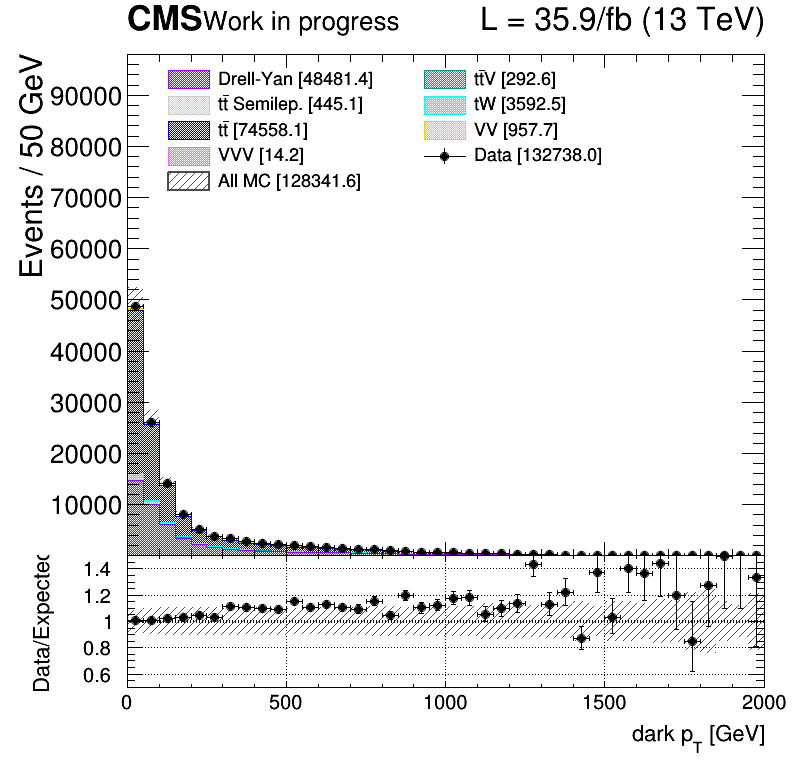 CMS Work in progress L = 35.9/fb (13 TeV)
Events / 50 GeV
90000
80000
70000
60000
50000
40000
30000
20000
10000
Drell-Yan [48481.4]
tt̄ Semilep. [445.1]
tt̄ [74558.1]
VVV [14.2]
All MC [128341.6]
tt̄V [292.6]
tW [3592.5]
VV [957.7]
Data [132738.0]
Data/Expected
1.4
1.2
1
0.8
0.6
0 500 1000 1500 2000
dark p_T [GeV]